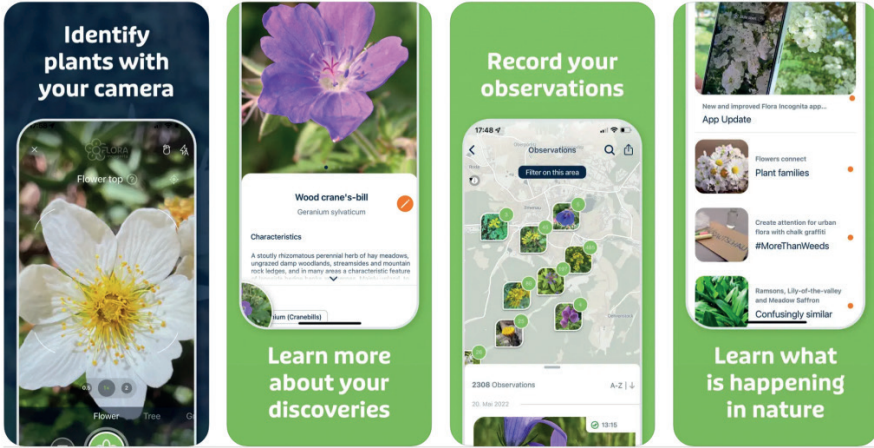 Identify
plants with
your camera
FLORA
Flower top
1x
2
Flower
Tree
Wood crane's-bill
Geranium sylvaticum
Characteristics
A stoutly rhizomatous perennial herb of hay meadows,
ungrazed damp woodlands, streamsides and mountain
rock ledges, and in many areas a characteristic feature
(Cranebills)
Learn more
about your
discoveries
Record your
observations
17:48
Observations
Filter on this area
2308 Observations
A-Z
20. Mai 2022
13:15
New and improved Flora Incognita app...
App Update
Flowers connect
Plant families
Create attention for urban
flora with chalk graffiti
#MoreThanWeeds
Ramsons, Lily-of-the-valley
and Meadow Saffron
Confusingly similar
Learn what
is happening
in nature